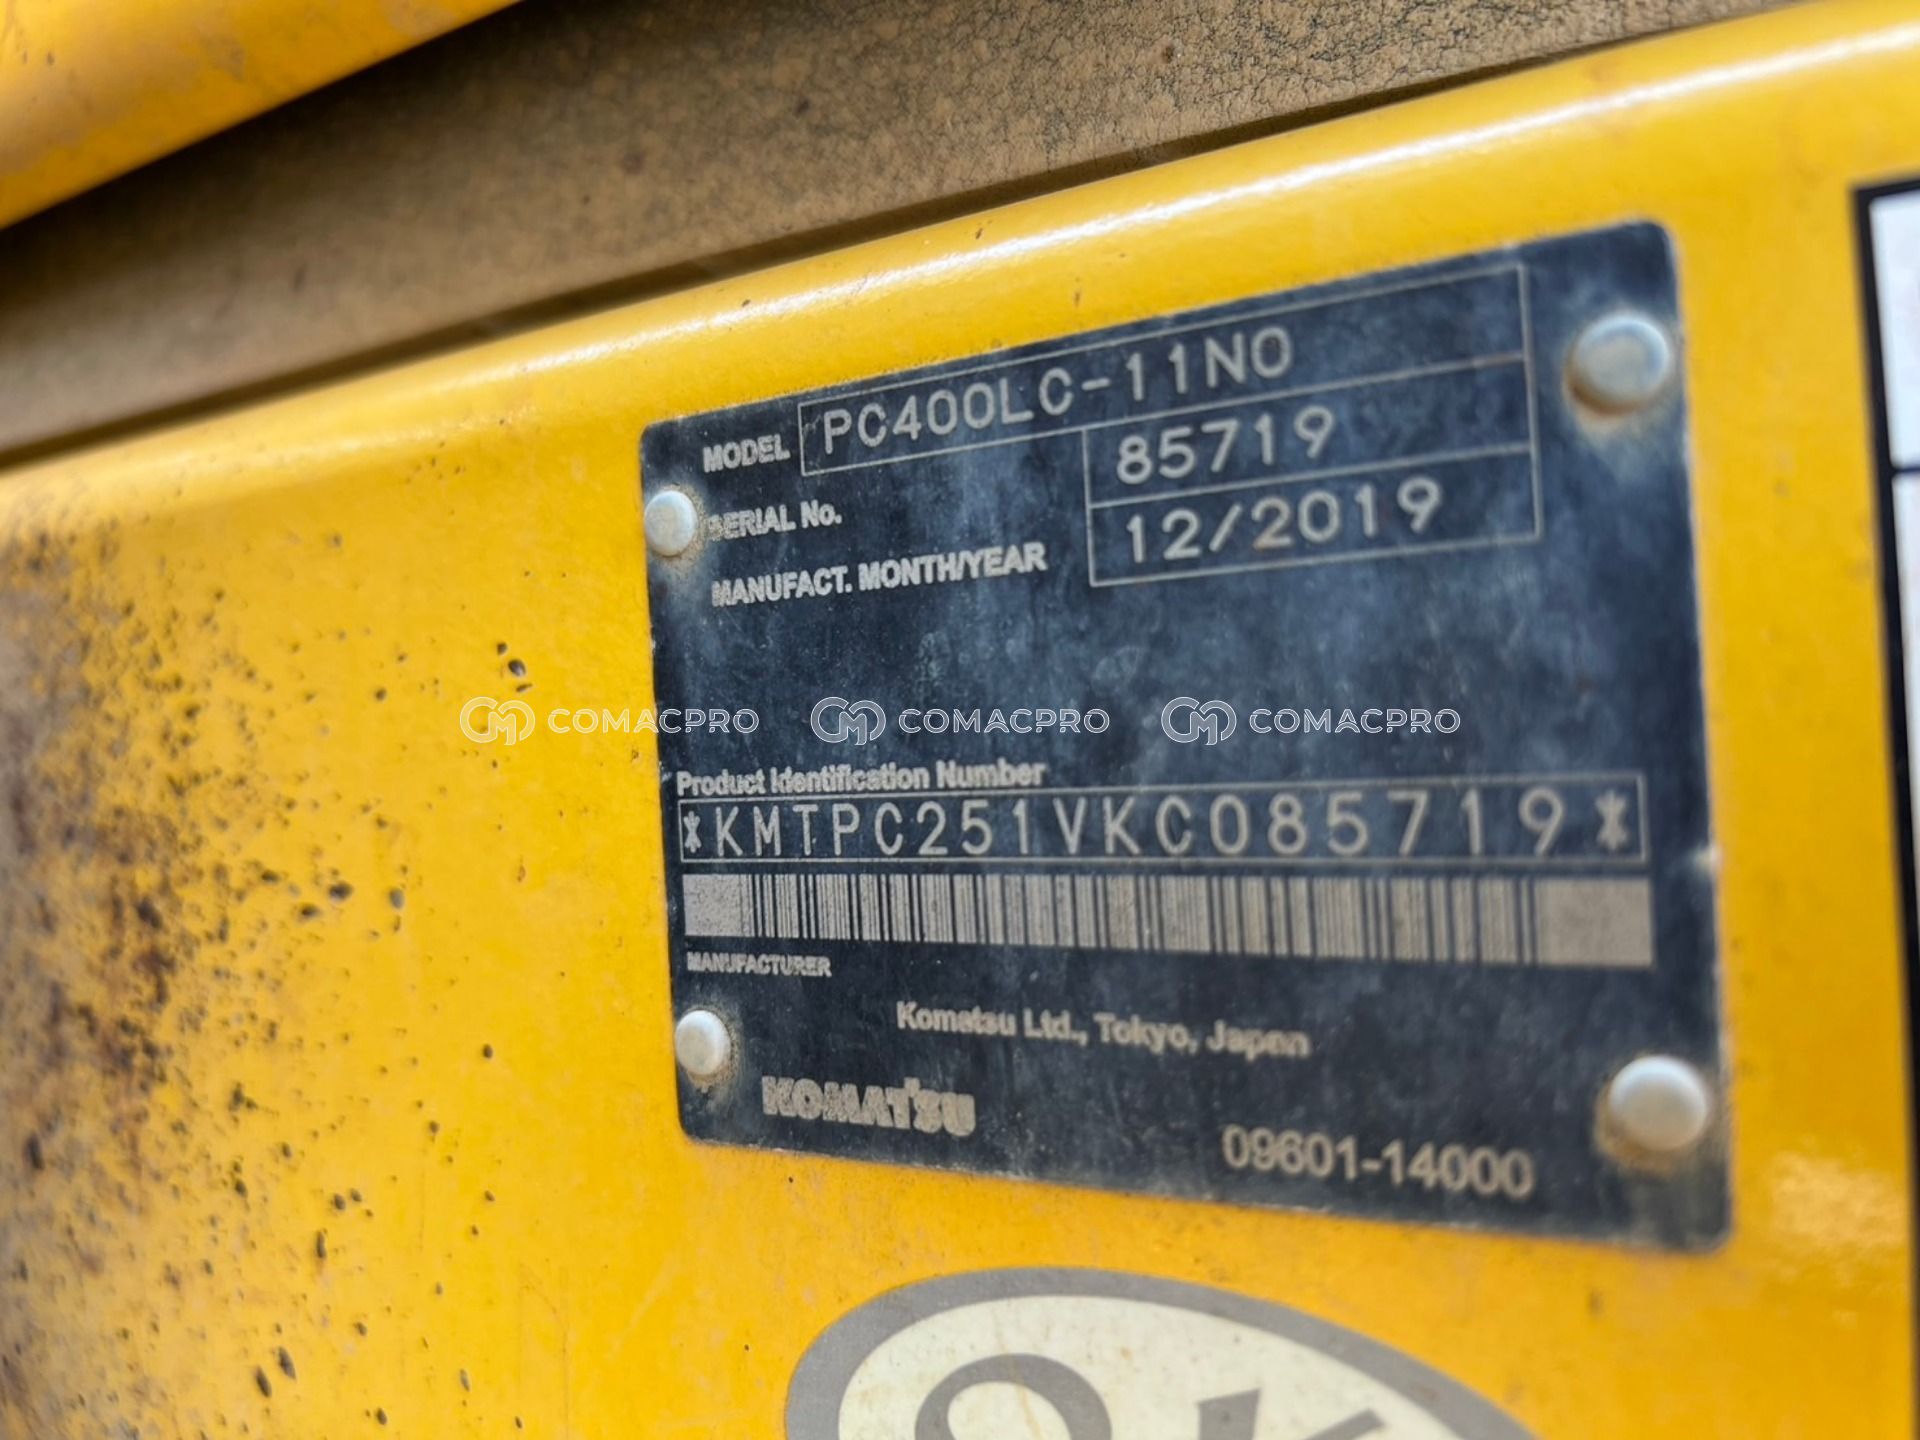 MODEL PC400LC-11N0
SERIAL No. 85719
MANUFACT. MONTH/YEAR 12/2019
COMACPRO COMACPRO COMACPRO
Product Identification Number
*KMTPC251VKC085719*
MANUFACTURER
Komatsu Ltd., Tokyo, Japan
KOMATSU
09601-14000